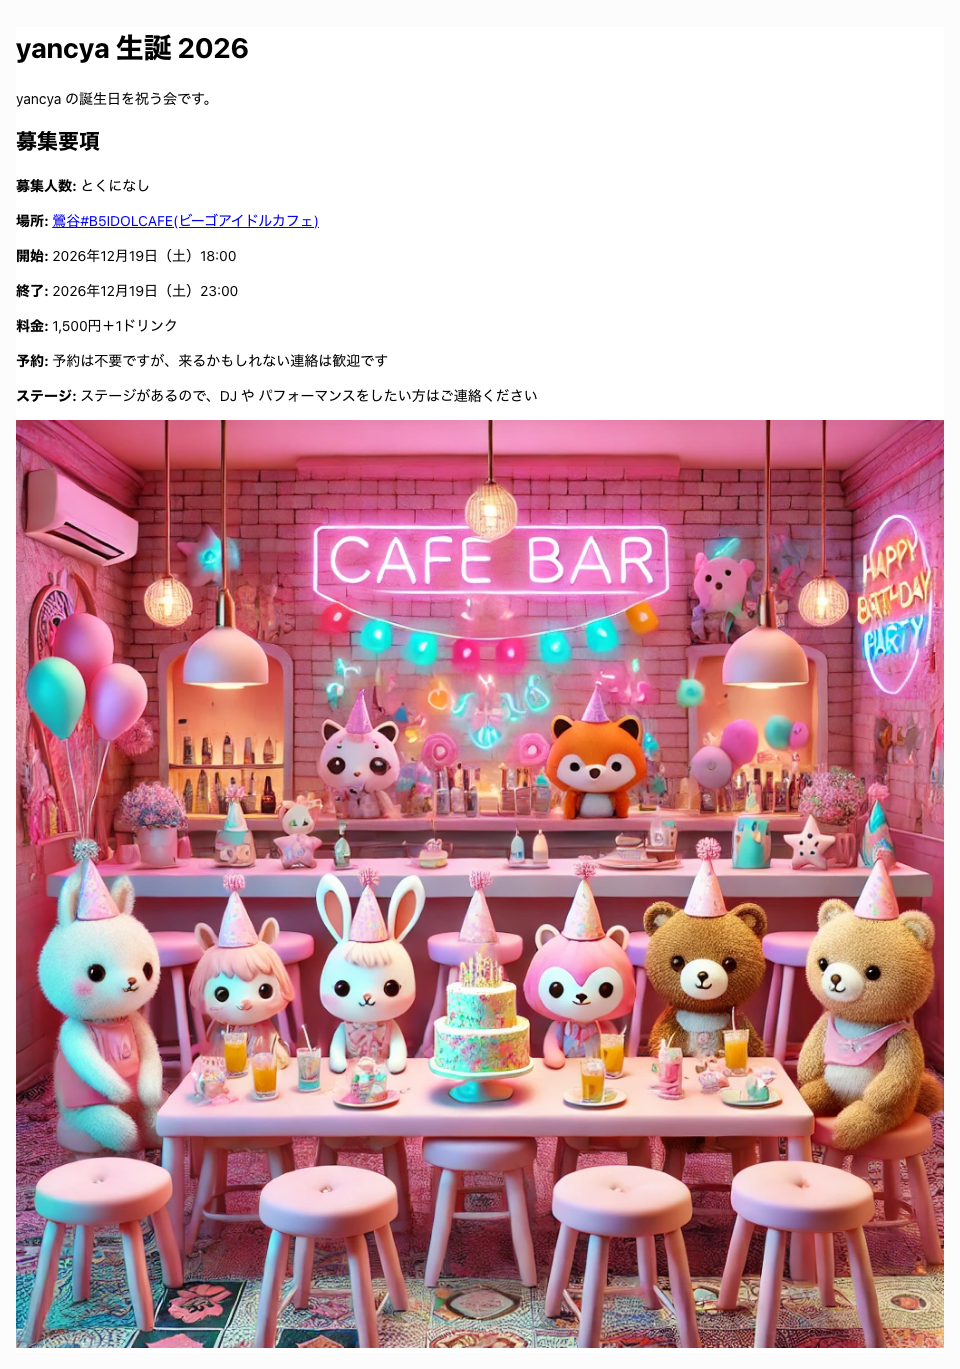 yancya 生誕 2026
yancya の誕生日を祝う会です。
募集要項
募集人数: とくになし
場所: 鶯谷#B5IDOLCAFE(ビーゴアイドルカフェ)
開始: 2026年12月19日（土）18:00
終了: 2026年12月19日（土）23:00
料金: 1,500円＋1ドリンク
予約: 予約は不要ですが、来るかもしれない連絡は歓迎です
ステージ: ステージがあるので、DJ や パフォーマンスをしたい方はご連絡ください
CAFE BAR
HAPPY
PARTY